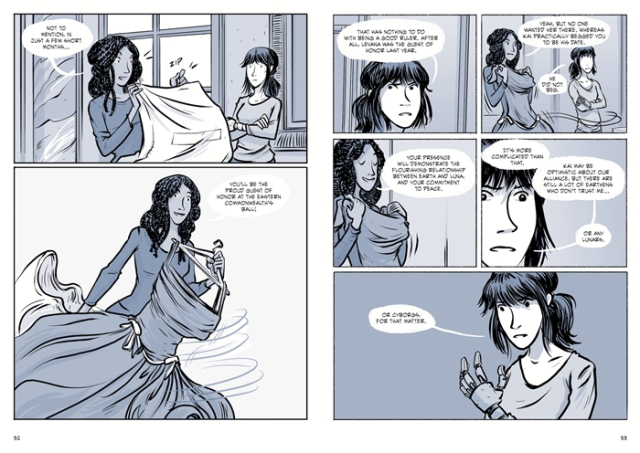 NOT TO
MENTION, IN
JUST A FEW SHORT
MONTHS...
ZIP
YOU'LL BE THE
PROUD GUEST OF
HONOR AT THE EASTERN
COMMONWEALTH'S
BALL!
52
THAT HAS NOTHING TO DO
WITH BEING A GOOD RULER. AFTER
ALL, LEVANA WAS THE GUEST OF
HONOR LAST YEAR.
YEAH, BUT NO ONE
WANTED HER THERE, WHEREAS
KAI PRACTICALLY BEGGED YOU
TO BE HIS DATE.
HE
DID NOT
BEG.
YOUR PRESENCE
WILL DEMONSTRATE THE
FLOURISHING RELATIONSHIP
BETWEEN EARTH AND LUNA,
AND YOUR COMMITMENT
TO PEACE.
IT'S MORE
COMPLICATED THAN
THAT.
KAI MAY BE
OPTIMISTIC ABOUT OUR
ALLIANCE, BUT THERE ARE
STILL A LOT OF EARTHENS
WHO DON'T TRUST ME...
OR ANY
LUNARS.
OR CYBORGS,
FOR THAT MATTER.
53